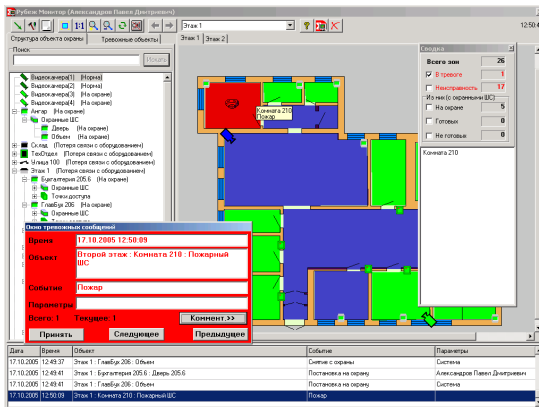 Рубеж Монитор (Александров Павел Дмитриевич)
1:1
Этаж 1
12:50:4
Структура объекта охраны
Тревожные объекты
Этаж 1
Этаж 2
Поиск
Искать
Видеокамера(1) (Норма)
Видеокамера(2) (Норма)
Видеокамера(3) (На охране)
Видеокамера(4) (На охране)
Ангар (На охране)
Охранные ШС
Дверь (На охране)
Объем (На охране)
Склад (Потеря связи с оборудованием)
ТехОтдел (Потеря связи с оборудованием)
Улица 100 (Потеря связи с оборудованием)
Этаж 1 (Потеря связи с оборудованием)
Бухгалтерия 205.6 (На охране)
Охранные ШС
Точки доступа
ГлавБух 206 (На охране)
Охранные ШС
Комната 210
Пожар
Сводка
Всего зон 26
В тревоге 1
Неисправность 17
Из них (с охранными ШС)
На охране 5
Готовых 0
Не готовых 0
Комната 210
Окно тревожных сообщений
Время 17.10.2005 12:50:09
Объект Второй этаж : Комната 210 : Пожарный ШС
Событие Пожар
Параметры
Всего: 1 Текущее: 1 Коммент.>>
Принять Следующее Предыдущее
Дата Время Объект Событие Параметры
17.10.2005 12:49:37 Этаж 1 : ГлавБух 206 : Объем Снятие с охраны Система
17.10.2005 12:49:41 Этаж 1 : Бухгалтерия 205.6 : Дверь 205.6 Постановка на охрану Александров Павел Дмитриевич
17.10.2005 12:49:41 Этаж 1 : ГлавБух 206 : Объем Постановка на охрану Система
17.10.2005 12:50:09 Этаж 1 : Комната 210 : Пожарный ШС Пожар